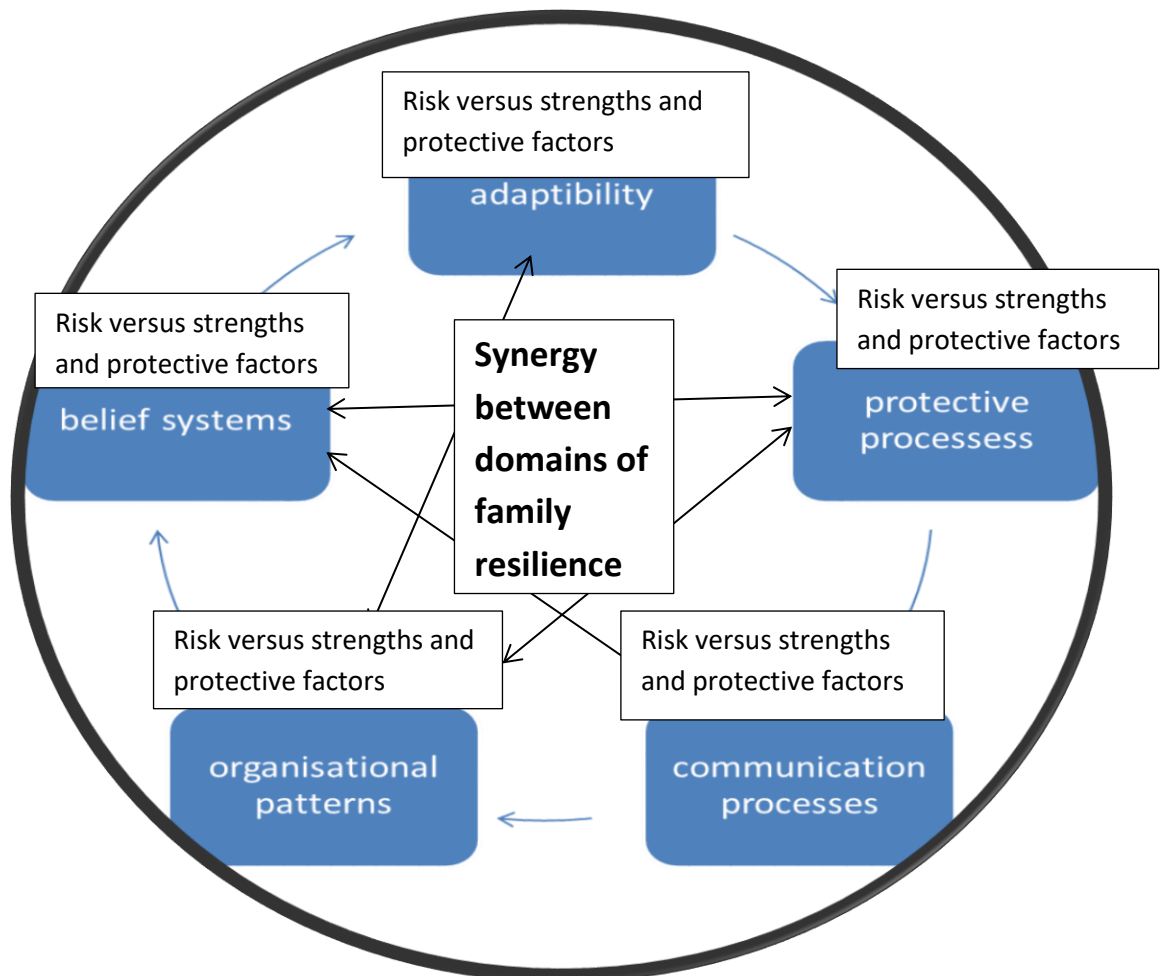 Risk versus strengths and
protective factors
adaptibility
Risk versus strengths
and protective factors
protective
processess
Risk versus strengths
and protective factors
belief systems
Synergy
between
domains of
family
resilience
Risk versus strengths and
protective factors
organisational
patterns
Risk versus strengths
and protective factors
communication
processes